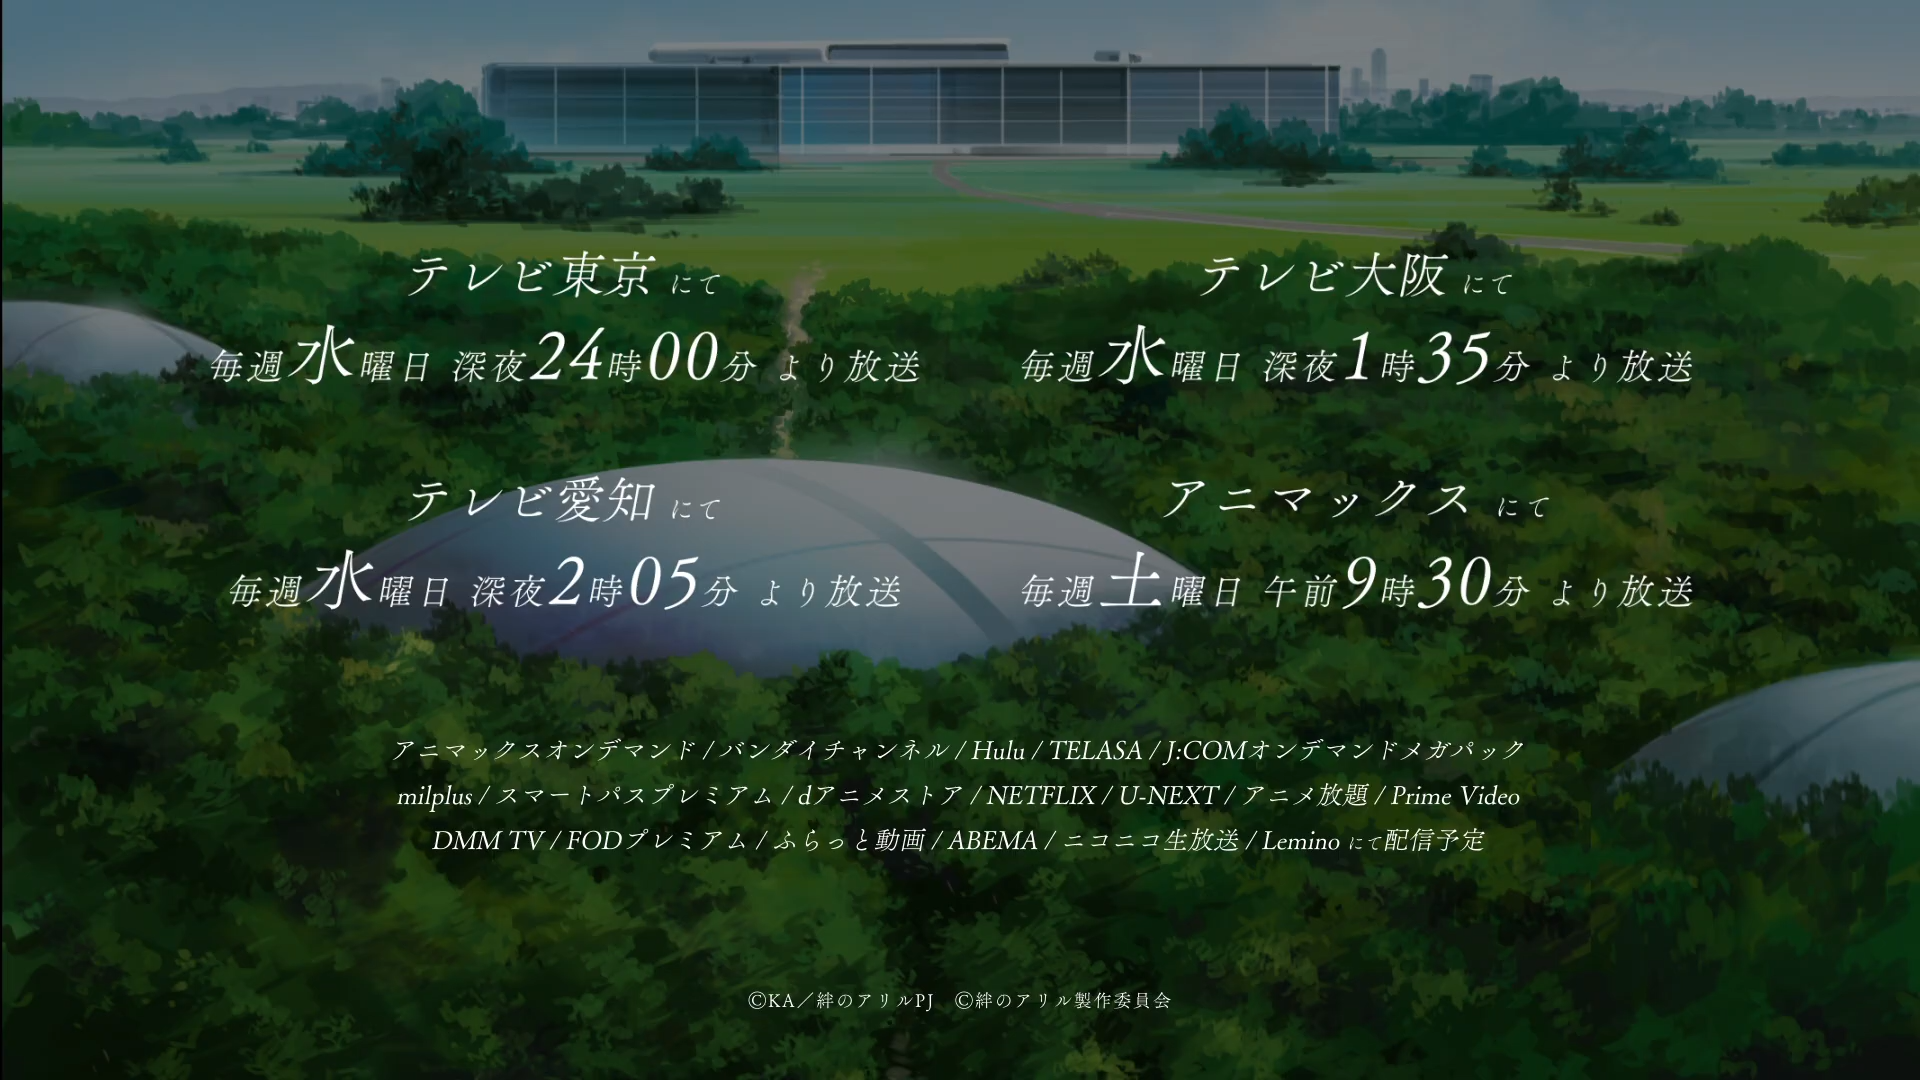 テレビ東京 にて
毎週水曜日 深夜24時00分 より放送
テレビ大阪 にて
毎週水曜日 深夜1時35分 より放送
テレビ愛知 にて
毎週水曜日 深夜2時05分 より放送
アニマックス にて
毎週土曜日 午前9時30分 より放送
アニマックスオンデマンド / バンダイチャンネル / Hulu / TELASA / J:COMオンデマンドメガパック
milplus / スマートパスプレミアム / dアニメストア / NETFLIX / U-NEXT / アニメ放題 / Prime Video
DMM TV / FODプレミアム / ふらっと動画 / ABEMA / ニコニコ生放送 / Lemino にて配信予定
©KA／絆のアリルPJ　©絆のアリル製作委員会